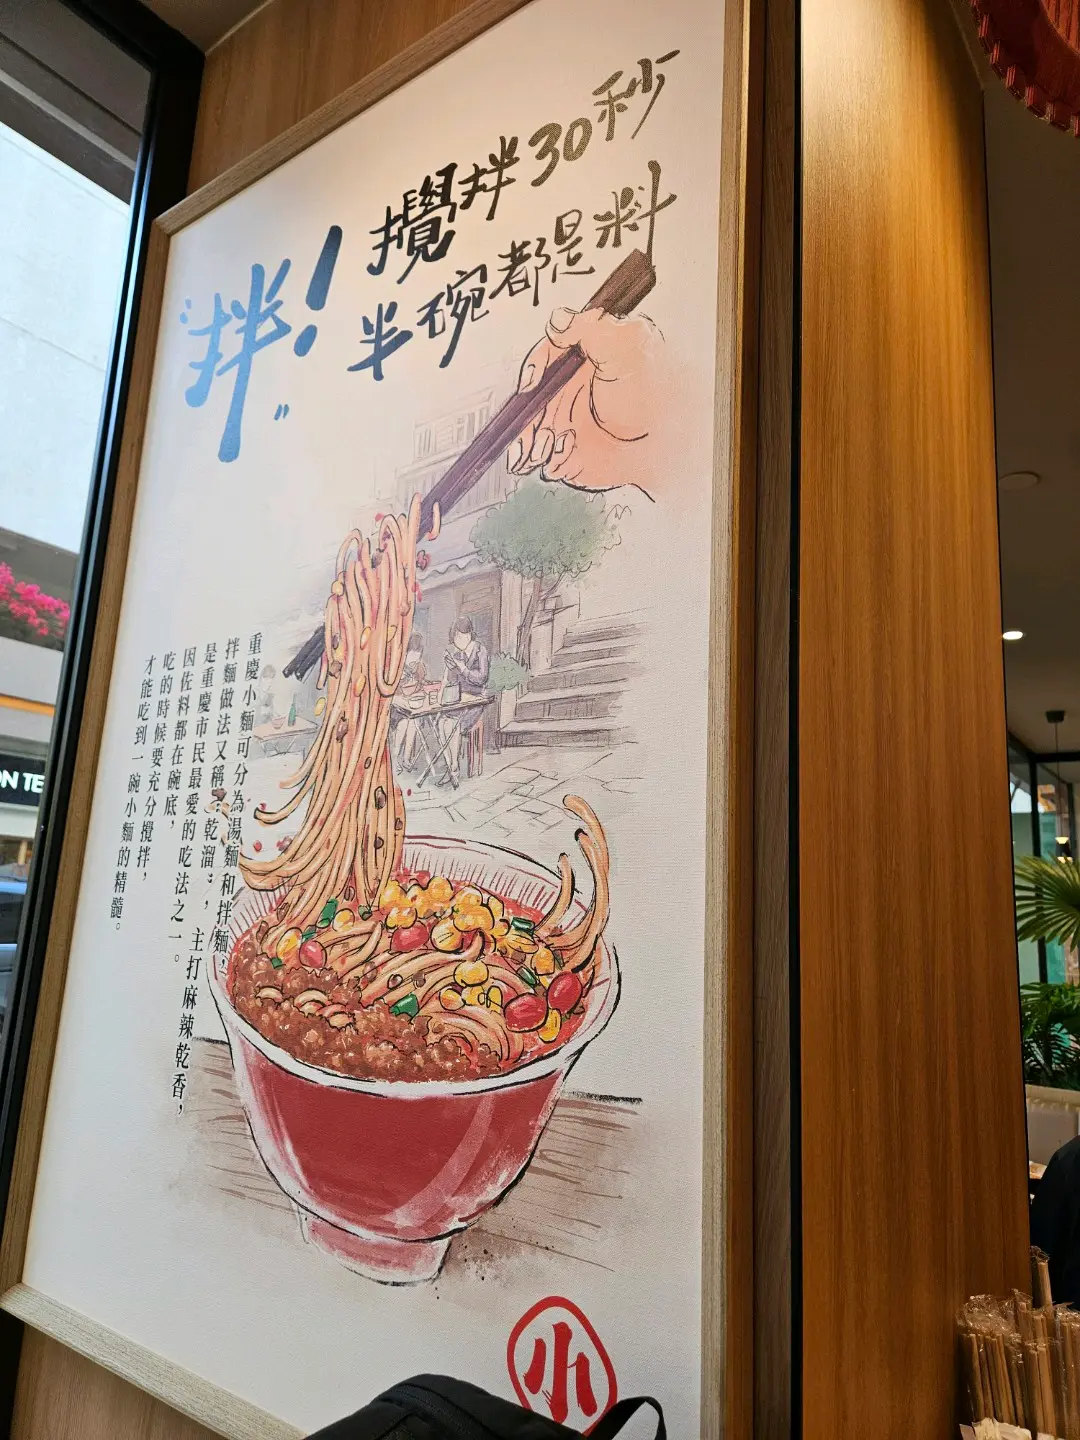 “拌！”
攪拌30秒
半碗都是料
重慶小麵可分為湯麵和拌麵，
拌麵做法又稱“乾溜”，主打麻辣乾香，
是重慶市民最愛的吃法之一。
因佐料都在碗底，
吃的時候要充分攪拌，
才能吃到一碗小麵的精髓。
小
ON TE